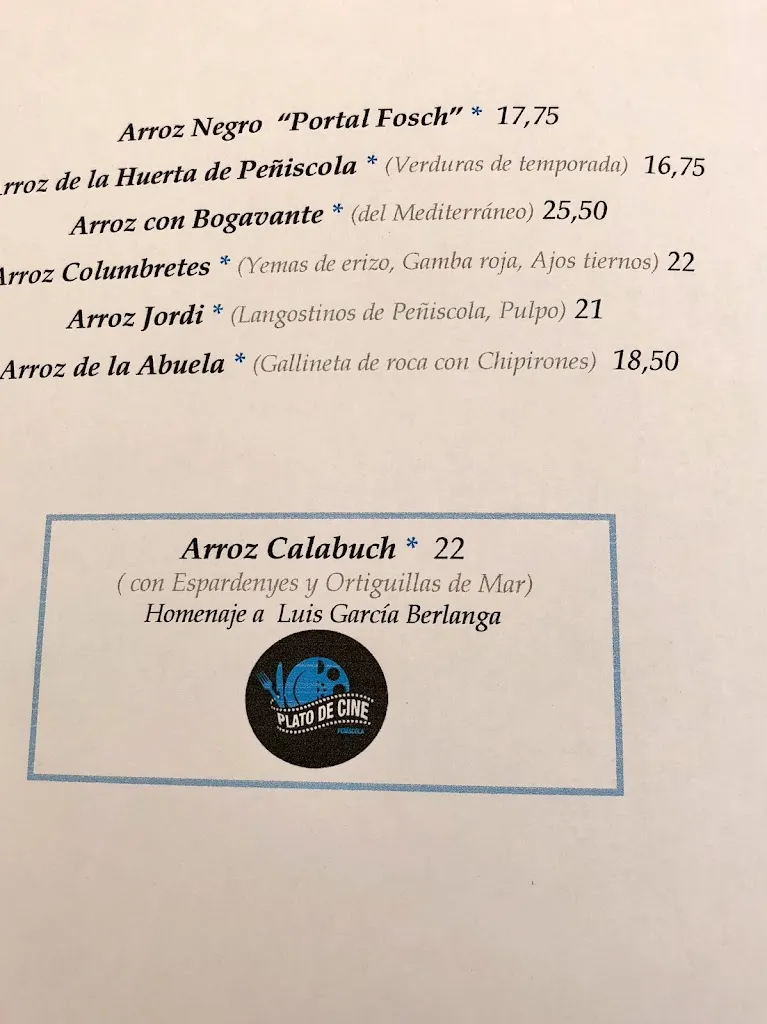 Arroz Negro “Portal Fosch” * 17,75
rroz de la Huerta de Peñiscola * (Verduras de temporada) 16,75
Arroz con Bogavante * (del Mediterráneo) 25,50
Arroz Columbretes * (Yemas de erizo, Gamba roja, Ajos tiernos) 22
Arroz Jordi * (Langostinos de Peñiscola, Pulpo) 21
Arroz de la Abuela * (Gallineta de roca con Chipirones) 18,50
Arroz Calabuch * 22
( con Espardenyes y Ortiguillas de Mar)
Homenaje a Luis García Berlanga
PLATO DE CINE
PEÑÍSCOLA